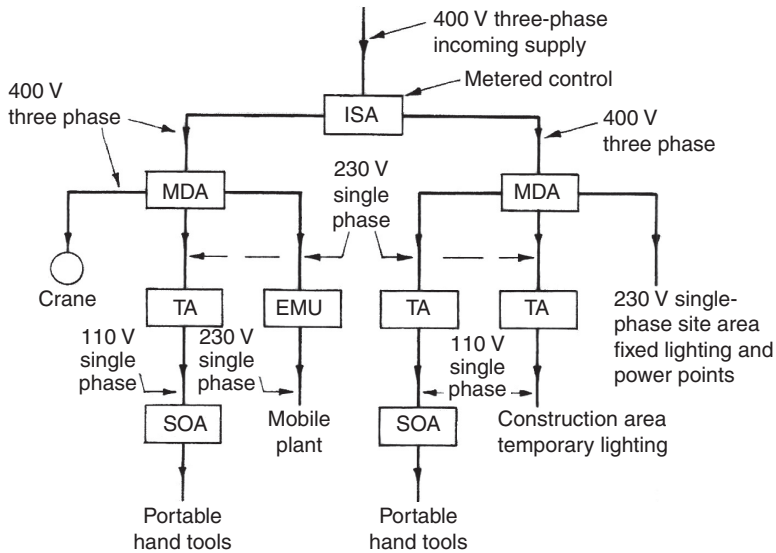 400 V three-phase
incoming supply
Metered control
ISA
400 V
three phase
400 V
three phase
230 V
single
phase
MDA
MDA
Crane
TA
EMU
TA
TA
230 V single-
phase site area
fixed lighting and
power points
110 V
single
phase
230 V
single
phase
110 V
single
phase
SOA
Mobile
plant
SOA
Construction area
temporary lighting
Portable
hand tools
Portable
hand tools